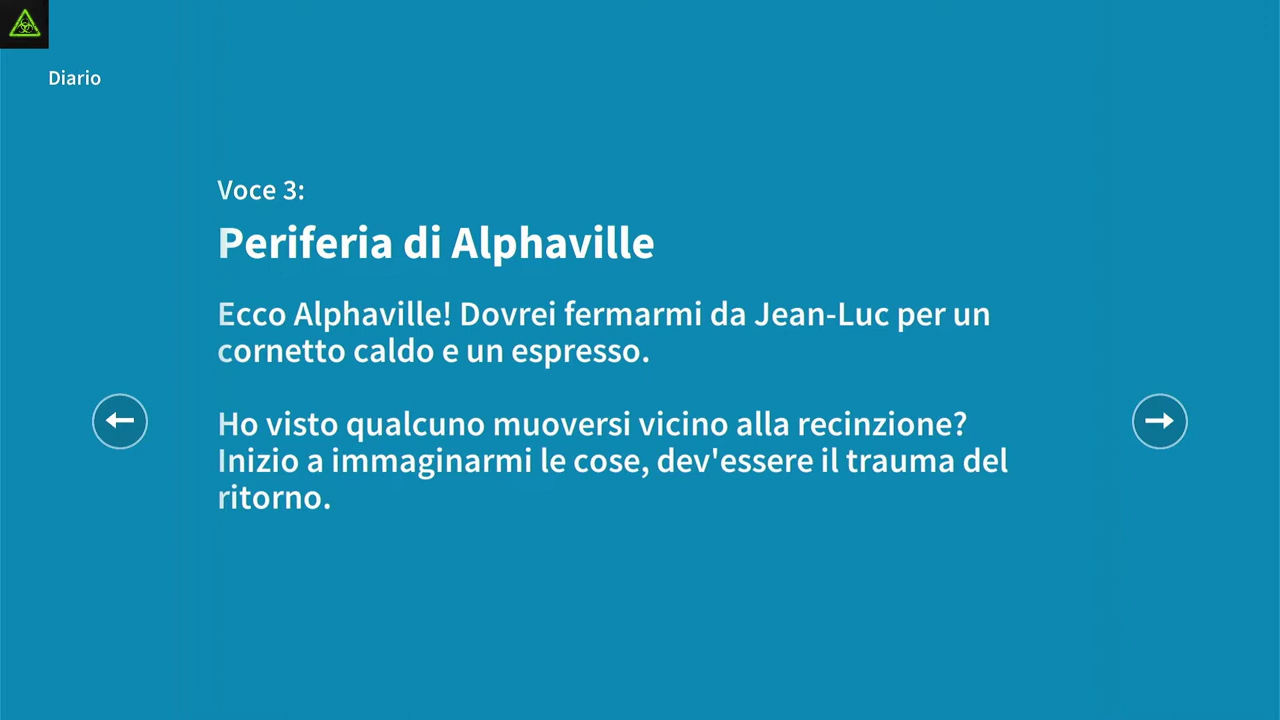 Diario
Voce 3:
Periferia di Alphaville
Ecco Alphaville! Dovrei fermarmi da Jean-Luc per un
cornetto caldo e un espresso.
Ho visto qualcuno muoversi vicino alla recinzione?
Inizio a immaginarmi le cose, dev'essere il trauma del
ritorno.